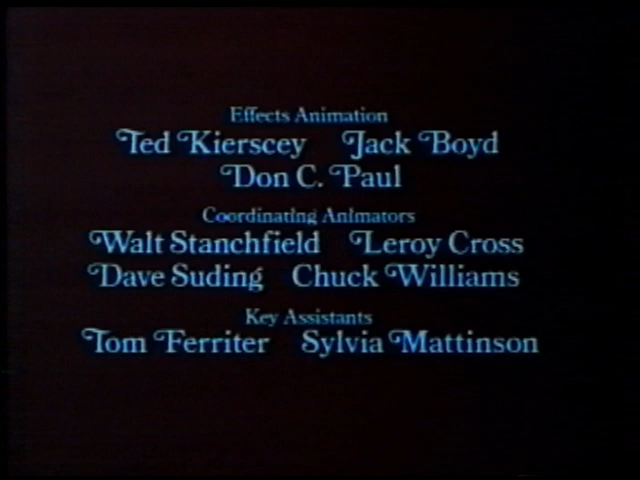 Effects Animation
Ted Kierscey Jack Boyd
Don C. Paul
Coordinating Animators
Walt Stanchfield Leroy Cross
Dave Suding Chuck Williams
Key Assistants
Tom Ferriter Sylvia Mattinson